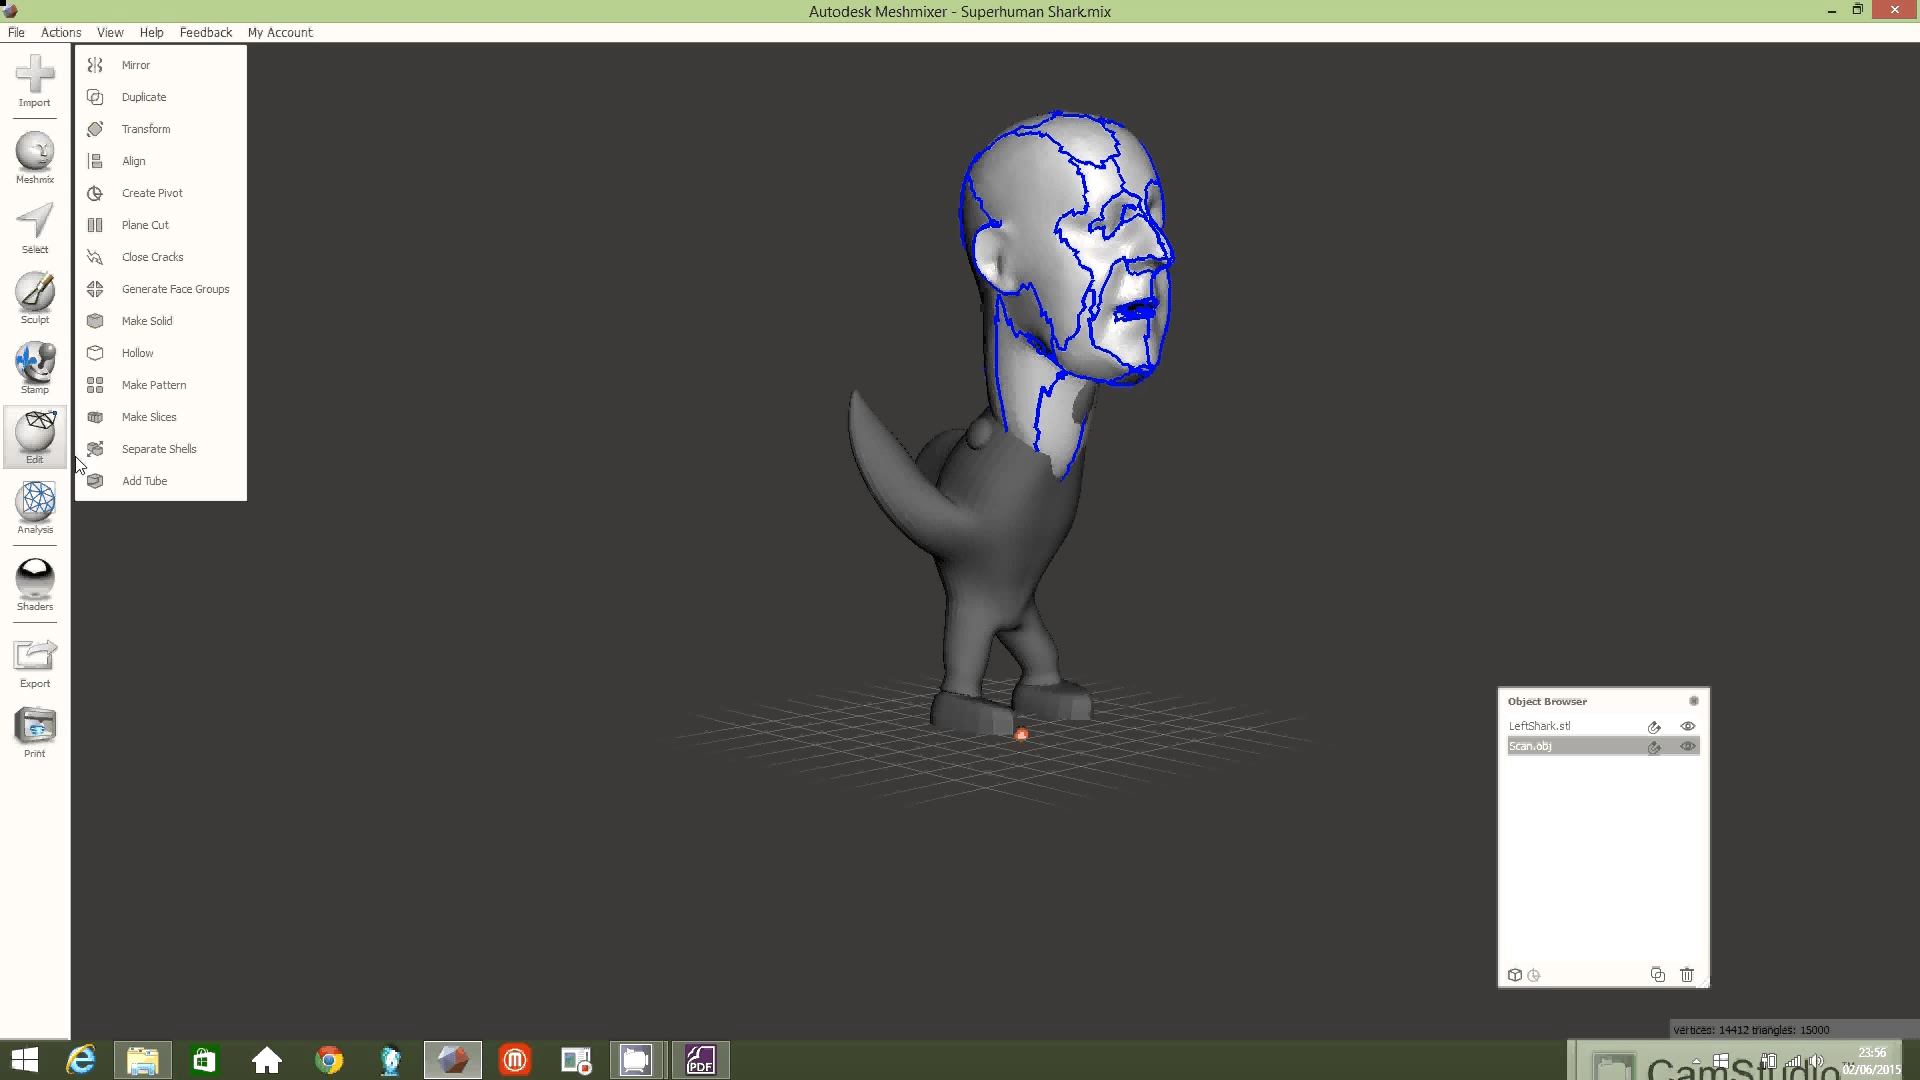 Autodesk Meshmixer - Superhuman Shark.mix
File Actions View Help Feedback My Account
Import
Meshmix
Select
Sculpt
Stamp
Edit
Analysis
Shaders
Export
Print
Mirror
Duplicate
Transform
Align
Create Pivot
Plane Cut
Close Cracks
Generate Face Groups
Make Solid
Hollow
Make Pattern
Make Slices
Separate Shells
Add Tube
Object Browser
LeftShark.stl
Scan.obj
vertices: 14412 triangles: 15000
PDF
CamStudio
23:56
02/06/2015